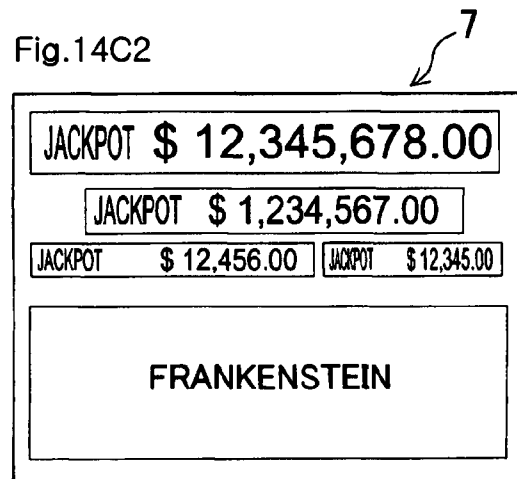 Fig.14C2
7
JACKPOT $ 12,345,678.00
JACKPOT $ 1,234,567.00
JACKPOT $ 12,456.00 JACKPOT $ 12,345.00
FRANKENSTEIN